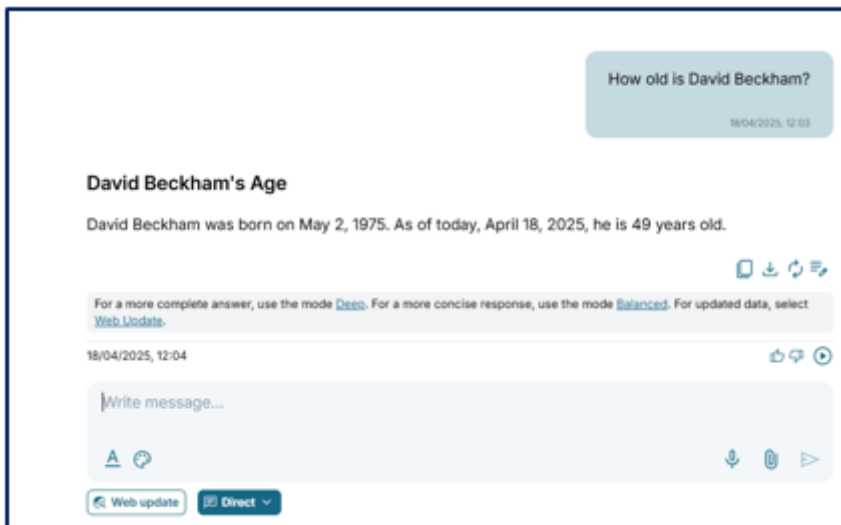 How old is David Beckham?
18/04/2025, 12:03
David Beckham's Age
David Beckham was born on May 2, 1975. As of today, April 18, 2025, he is 49 years old.
For a more complete answer, use the mode Deep. For a more concise response, use the mode Balanced. For updated data, select
Web Update.
18/04/2025, 12:04
Write message...
A
Web update
Direct